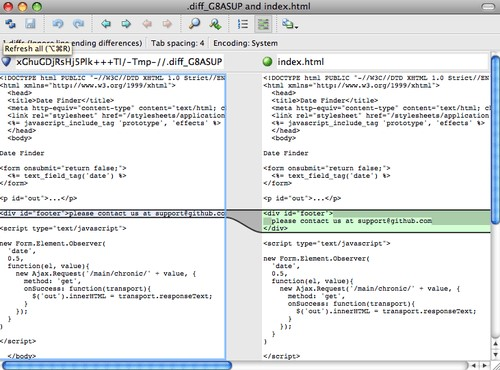 .diff_G8ASUP and index.html
Refresh all (⌥⌘R)
diffs (Ignore line ending differences) Tab spacing: 4 Encoding: System
xGhuGDjRsHj5Plk+++TI/-Tmp-//.diff_G8ASUP
index.html
<!DOCTYPE html PUBLIC "-//W3C//DTD XHTML 1.0 Strict//EN
<html xmlns="http://www.w3.org/1999/xhtml">
<head>
<title>Date Finder</title>
<meta http-equiv="content-type" content="text/html; c
<link rel="stylesheet" href="/stylesheets/application
<%= javascript_include_tag 'prototype', 'effects' %>
</head>
<body>
Date Finder
<form onsubmit="return false;">
<%= text_field_tag('date') %>
</form>
<p id="out">...</p>
<div id="footer">please contact us at support@github.co
<script type="text/javascript">
new Form.Element.Observer(
'date',
0.5,
function(el, value){
new Ajax.Request('/main/chronic/' + value, {
method: 'get',
onSuccess: function(transport){
$('out').innerHTML = transport.responseText
}
});
}
)
</script>
</body>
<!DOCTYPE html PUBLIC "-//W3C//DTD XHTML 1.0 Strict//EN
<html xmlns="http://www.w3.org/1999/xhtml">
<head>
<title>Date Finder</title>
<meta http-equiv="content-type" content="text/html; ch
<link rel="stylesheet" href="/stylesheets/application.
<%= javascript_include_tag 'prototype', 'effects' %>
</head>
<body>
Date Finder
<form onsubmit="return false;">
<%= text_field_tag('date') %>
</form>
<p id="out">...</p>
<div id="footer">
please contact us at support@github.com
</div>
<script type="text/javascript">
new Form.Element.Observer(
'date',
0.5,
function(el, value){
new Ajax.Request('/main/chronic/' + value, {
method: 'get',
onSuccess: function(transport){
$('out').innerHTML = transport.responseText
}
});
}
)
</script>